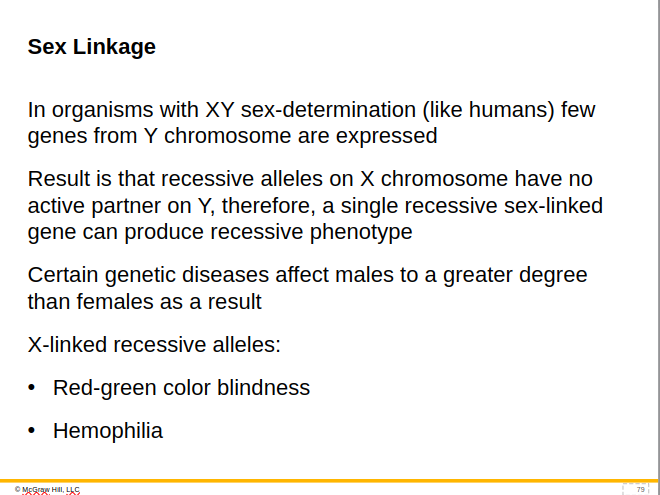 Sex Linkage
In organisms with XY sex-determination (like humans) few
genes from Y chromosome are expressed
Result is that recessive alleles on X chromosome have no
active partner on Y, therefore, a single recessive sex-linked
gene can produce recessive phenotype
Certain genetic diseases affect males to a greater degree
than females as a result
X-linked recessive alleles:
• Red-green color blindness
• Hemophilia
© McGraw Hill, LLC
79